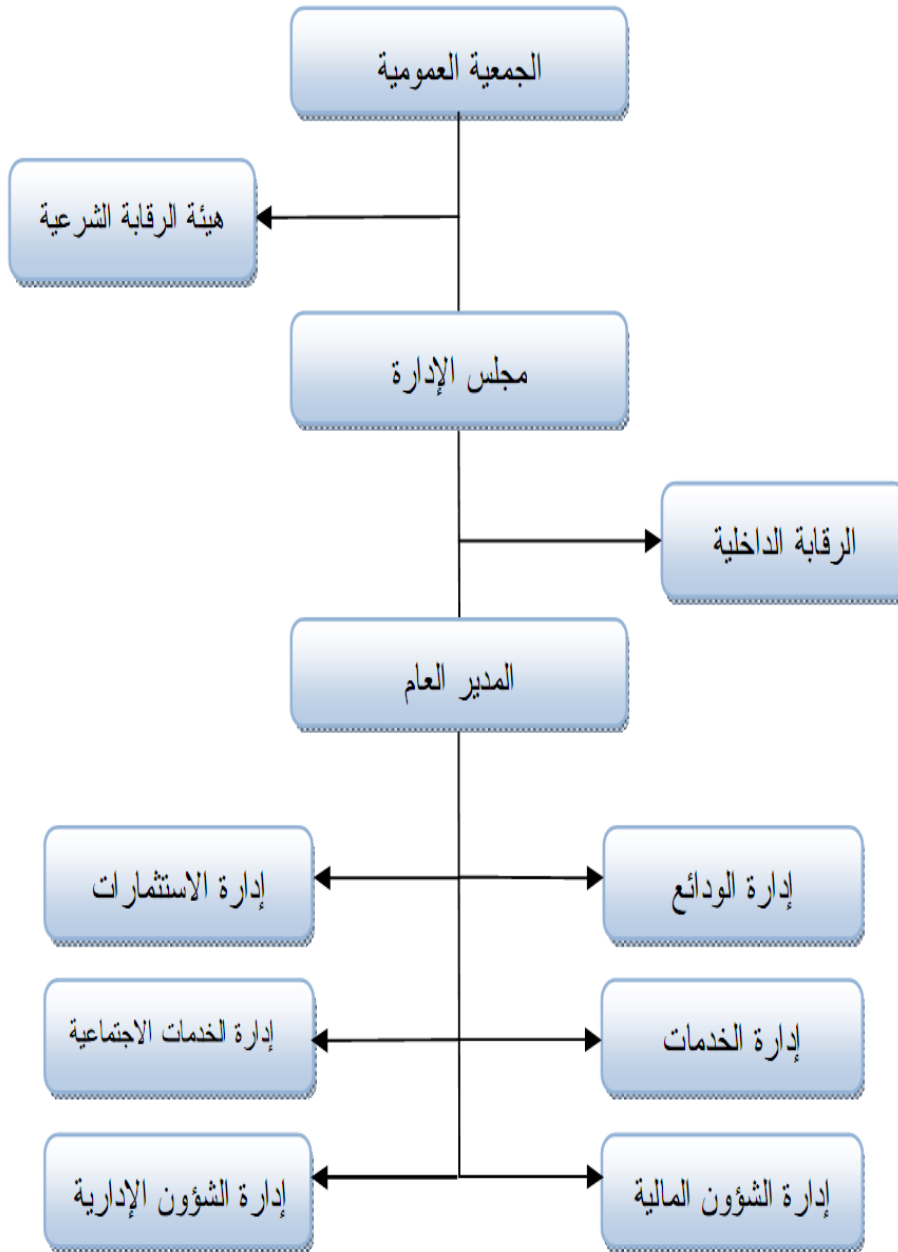 الجمعية العمومية
هيئة الرقابة الشرعية
مجلس الإدارة
الرقابة الداخلية
المدير العام
إدارة الودائع
إدارة الاستثمارات
إدارة الخدمات
إدارة الخدمات الاجتماعية
إدارة الشؤون المالية
إدارة الشؤون الإدارية